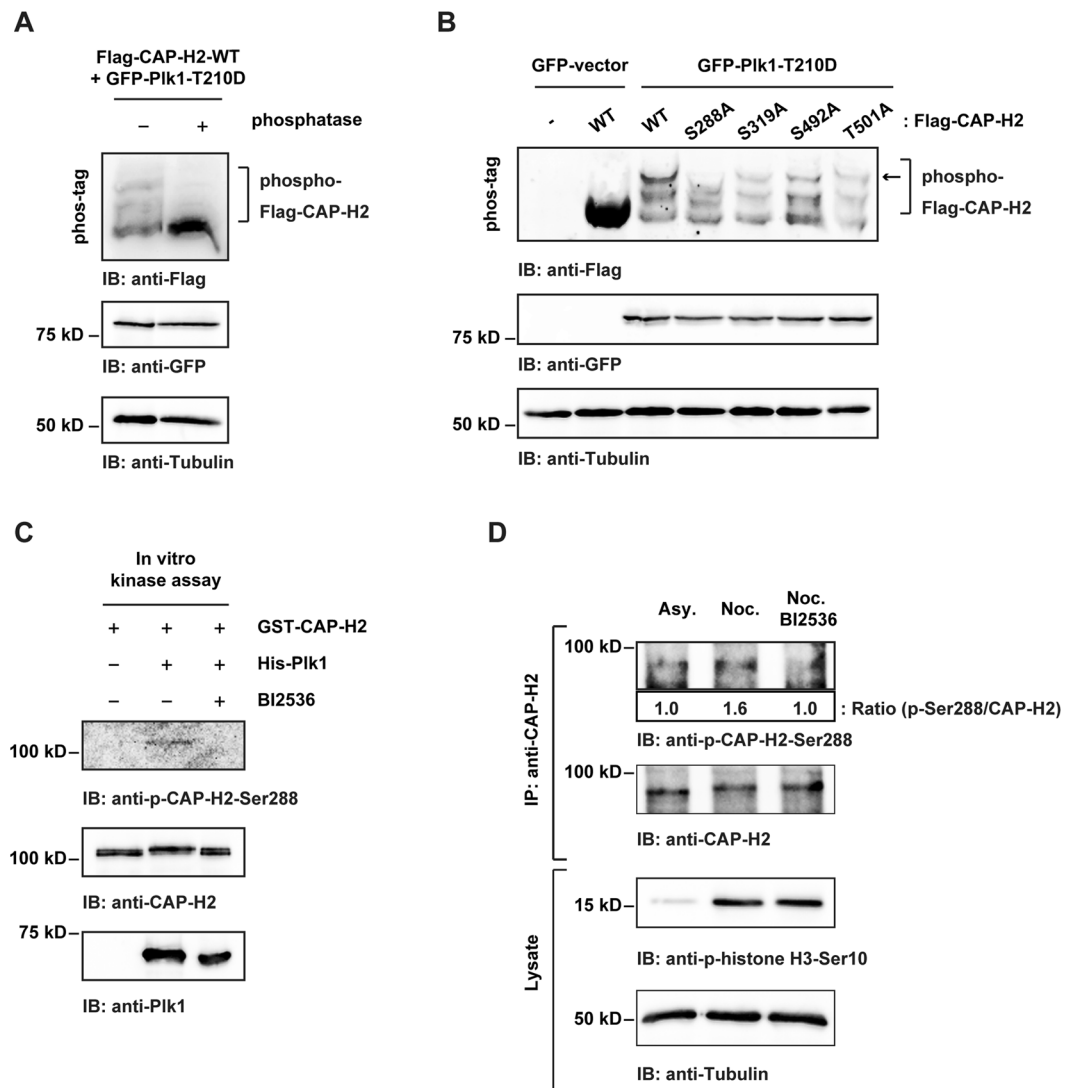 A
Flag-CAP-H2-WT
+ GFP-Plk1-T210D
– + phosphatase
phos-tag
phospho-
Flag-CAP-H2
IB: anti-Flag
75 kD
IB: anti-GFP
50 kD
IB: anti-Tubulin
B
GFP-vector GFP-Plk1-T210D
- WT WT S288A S319A S492A T501A : Flag-CAP-H2
phos-tag
phospho-
Flag-CAP-H2
IB: anti-Flag
75 kD
IB: anti-GFP
50 kD
IB: anti-Tubulin
C
In vitro
kinase assay
+ + + GST-CAP-H2
– + + His-Plk1
– – + BI2536
100 kD
IB: anti-p-CAP-H2-Ser288
100 kD
IB: anti-CAP-H2
75 kD
IB: anti-Plk1
D
Asy. Noc. Noc.
BI2536
IP: anti-CAP-H2
100 kD
1.0 1.6 1.0 : Ratio (p-Ser288/CAP-H2)
IB: anti-p-CAP-H2-Ser288
100 kD
IB: anti-CAP-H2
Lysate
15 kD
IB: anti-p-histone H3-Ser10
50 kD
IB: anti-Tubulin